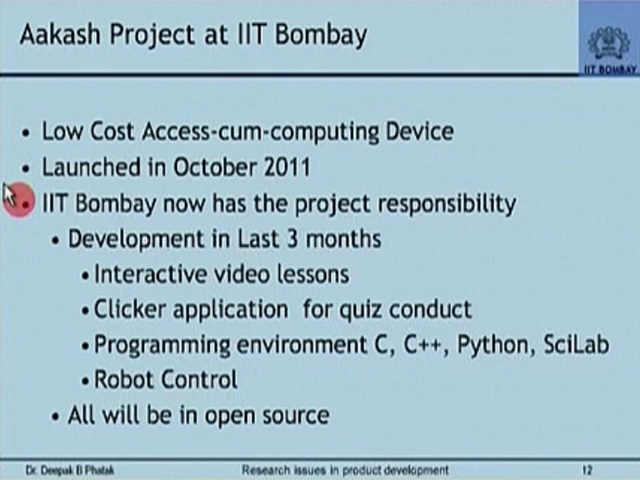 Aakash Project at IIT Bombay
IIT BOMBAY
• Low Cost Access-cum-computing Device
• Launched in October 2011
• IIT Bombay now has the project responsibility
• Development in Last 3 months
• Interactive video lessons
• Clicker application for quiz conduct
• Programming environment C, C++, Python, SciLab
• Robot Control
• All will be in open source
Dr. Deepak B Phatak
Research issues in product development
12